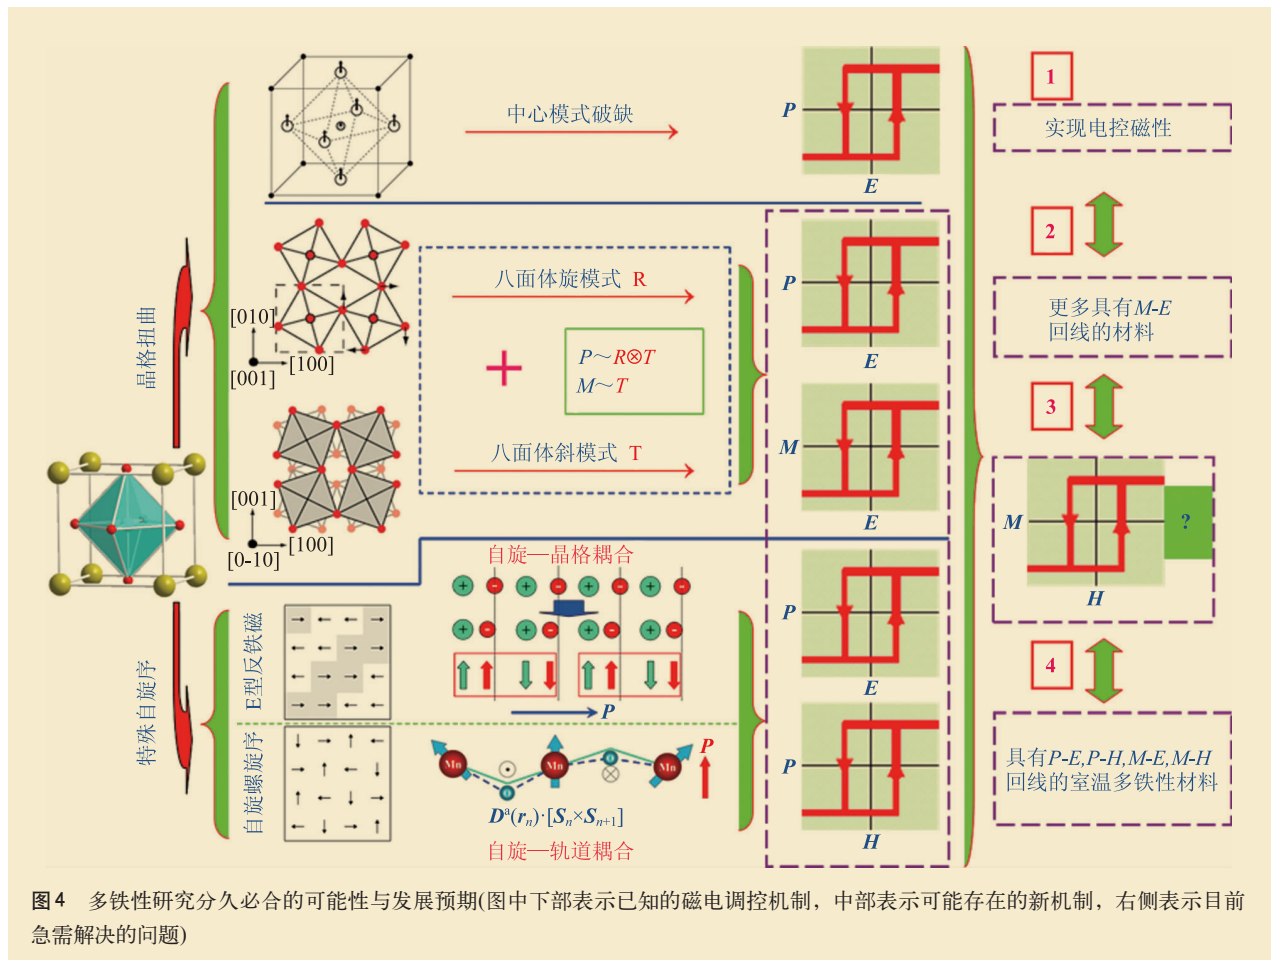 晶格扭曲
特殊自旋序
中心模式破缺
P
E
[010]
[001]
[100]
八面体旋模式 R
P～R⊗T
M～T
八面体斜模式 T
[001]
[0-10]
[100]
P
E
M
E
自旋—晶格耦合
E型反铁磁
+ - + - + - + -
+ - + - + - + -
P
自旋螺旋序
Mn
O
Mn
O
Mn
P
Dᵃ(rₙ)·[Sₙ×Sₙ₊₁]
自旋—轨道耦合
P
E
P
H
1
实现电控磁性
2
更多具有M-E
回线的材料
3
M
H
?
4
具有P-E,P-H,M-E,M-H
回线的室温多铁性材料
图4 多铁性研究分久必合的可能性与发展预期(图中下部表示已知的磁电调控机制，中部表示可能存在的新机制，右侧表示目前
急需解决的问题)